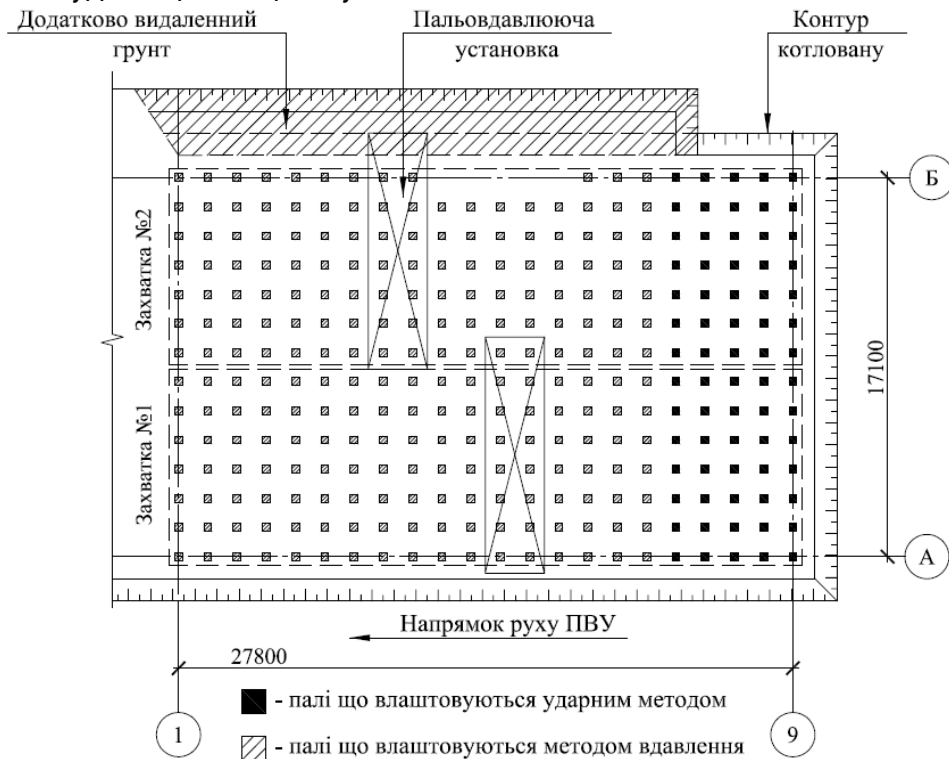 Додатково видаленний
грунт
Пальовдавлююча
установка
Контур
котловану
Б
Захватка №2
17100
Захватка №1
А
Напрямок руху ПВУ
27800
- палі що влаштовуються ударним методом
1
9
- палі що влаштовуються методом вдавлення